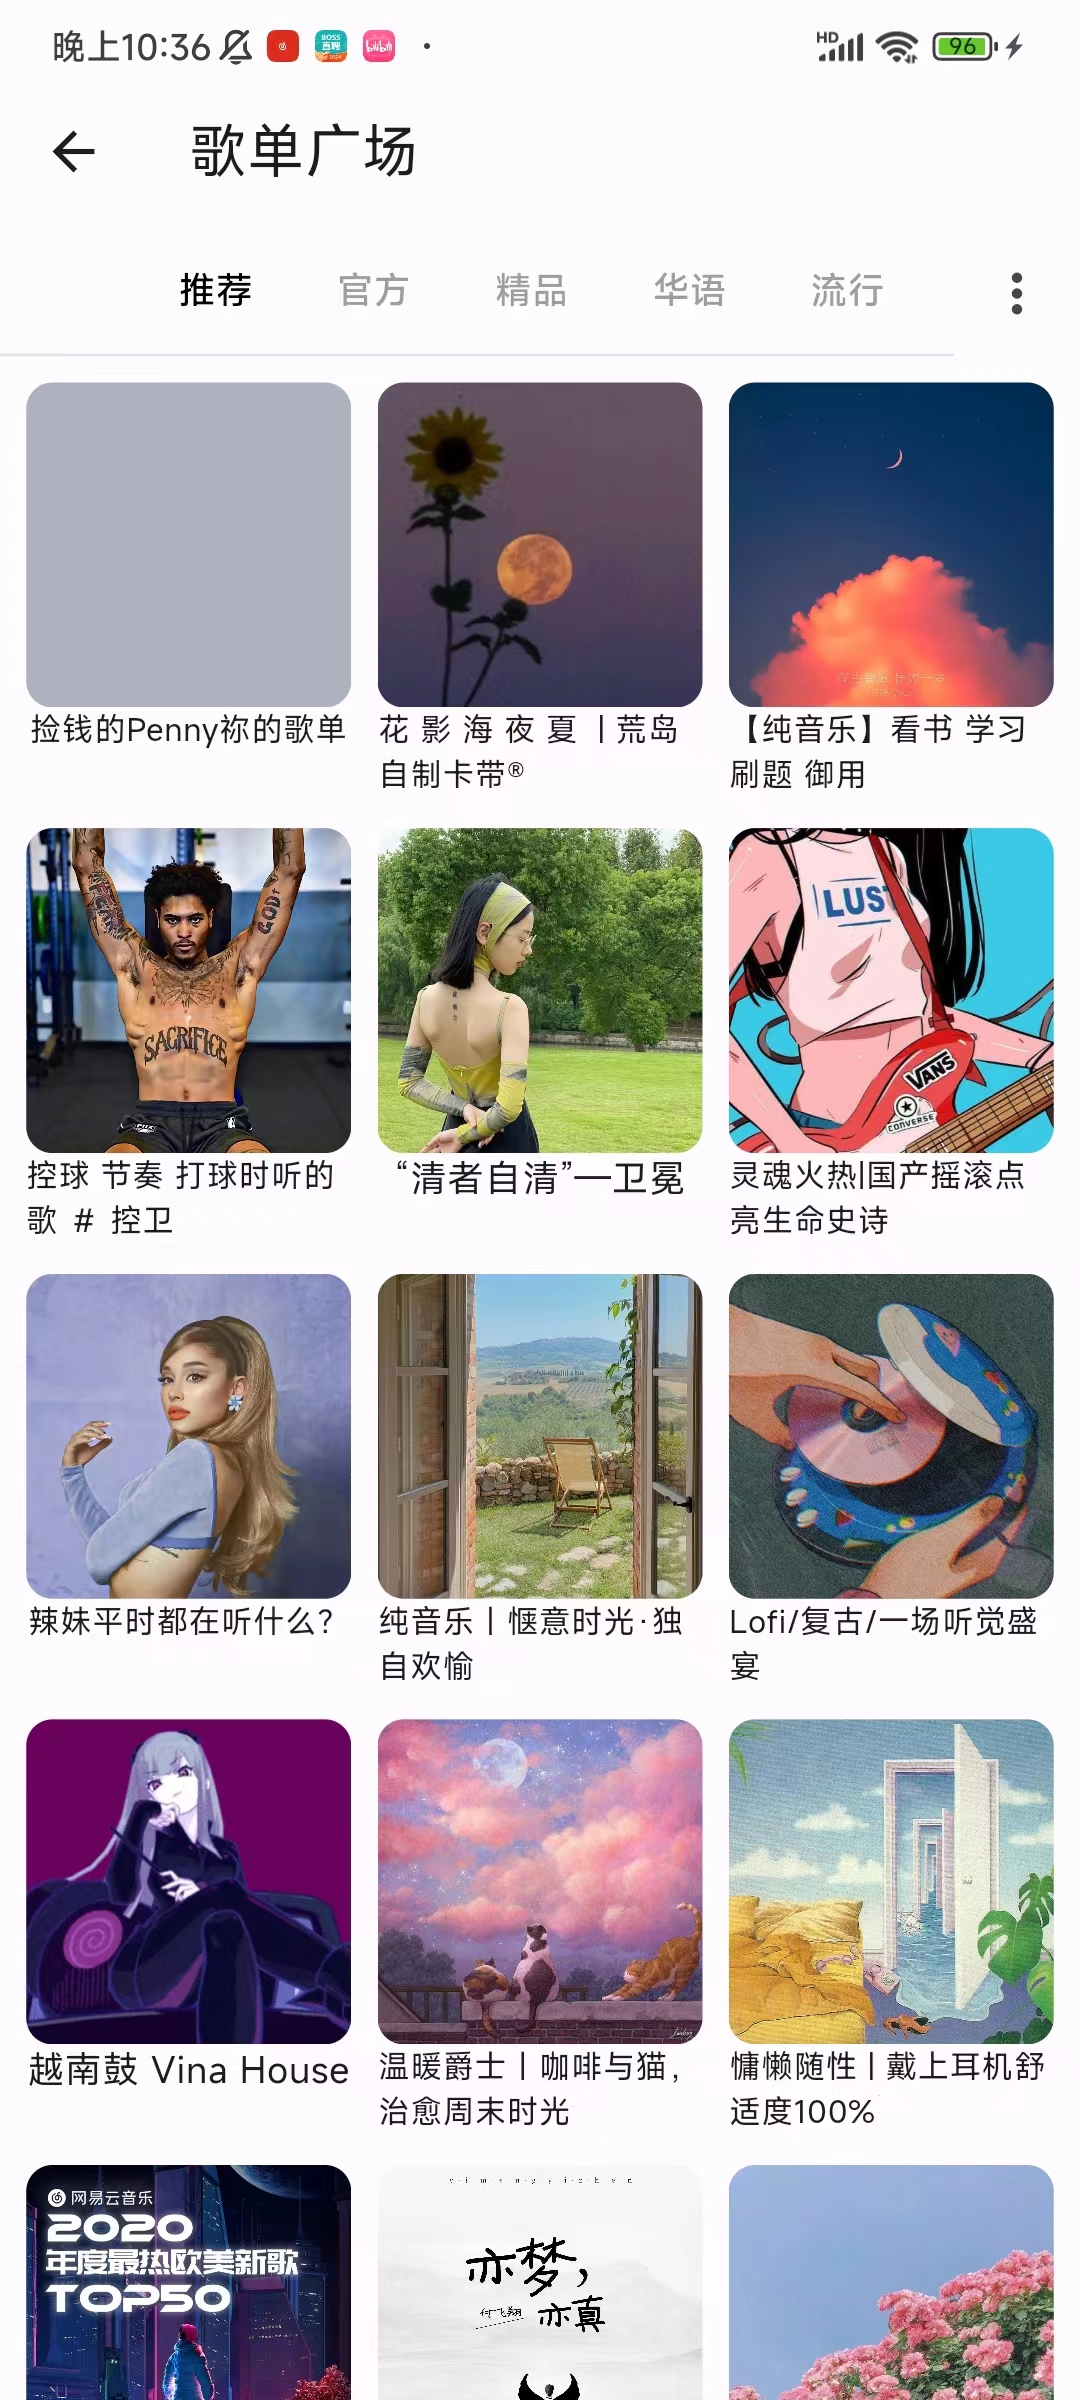 晚上10:36
HD
96
歌单广场
推荐 官方 精品 华语 流行
捡钱的Penny祢的歌单
花 影 海 夜 夏 丨荒岛
自制卡带®
【纯音乐】看书 学习
刷题 御用
SACRIFICE
GOD
LUST
VANS
CONVERSE
控球 节奏 打球时听的
歌 # 控卫
“清者自清”—卫冕
灵魂火热|国产摇滚点
亮生命史诗
辣妹平时都在听什么?
纯音乐丨惬意时光·独
自欢愉
Lofi/复古/一场听觉盛
宴
越南鼓 Vina House
温暖爵士丨咖啡与猫,
治愈周末时光
慵懒随性丨戴上耳机舒
适度100%
网易云音乐
2020
年度最热欧美新歌
TOP50
yimengyizhen
亦梦,
何飞翔 亦真